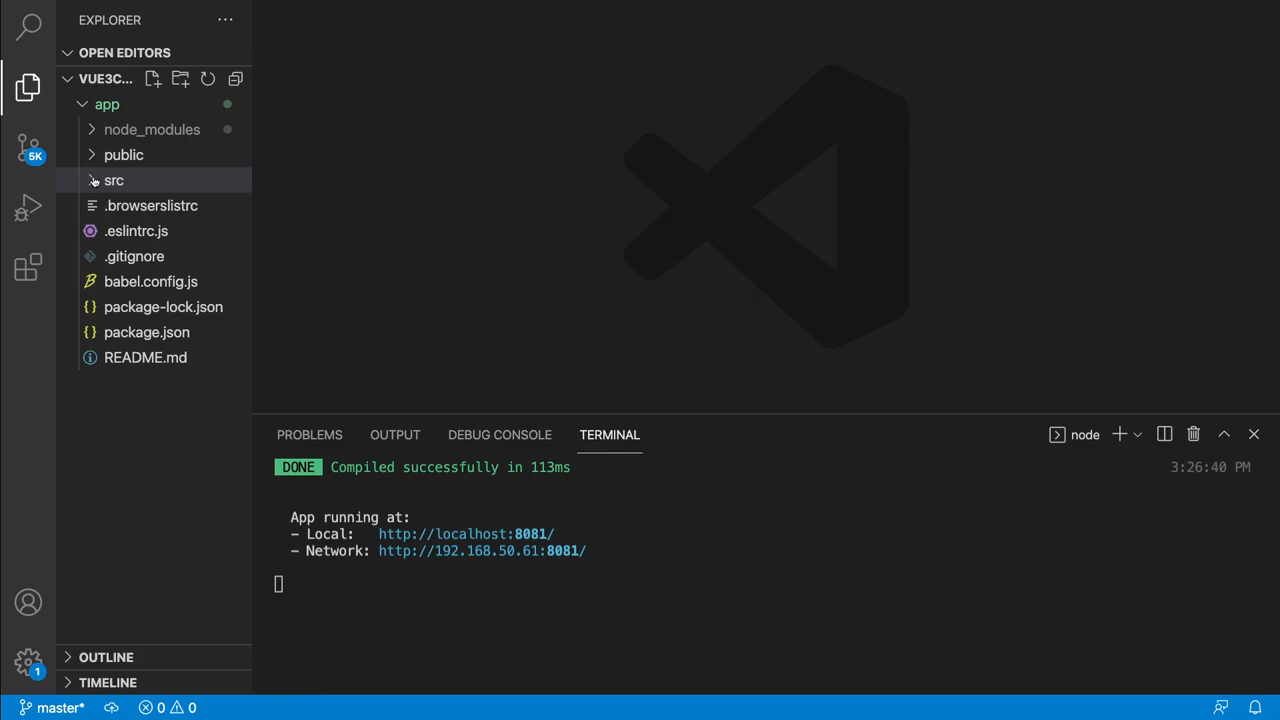 EXPLORER
OPEN EDITORS
VUE3C...
app
node_modules
public
src
.browserslistrc
.eslintrc.js
.gitignore
babel.config.js
package-lock.json
package.json
README.md
5K
1
OUTLINE
TIMELINE
PROBLEMS OUTPUT DEBUG CONSOLE TERMINAL node
DONE Compiled successfully in 113ms 3:26:40 PM
App running at:
- Local: http://localhost:8081/
- Network: http://192.168.50.61:8081/
master* 0 0